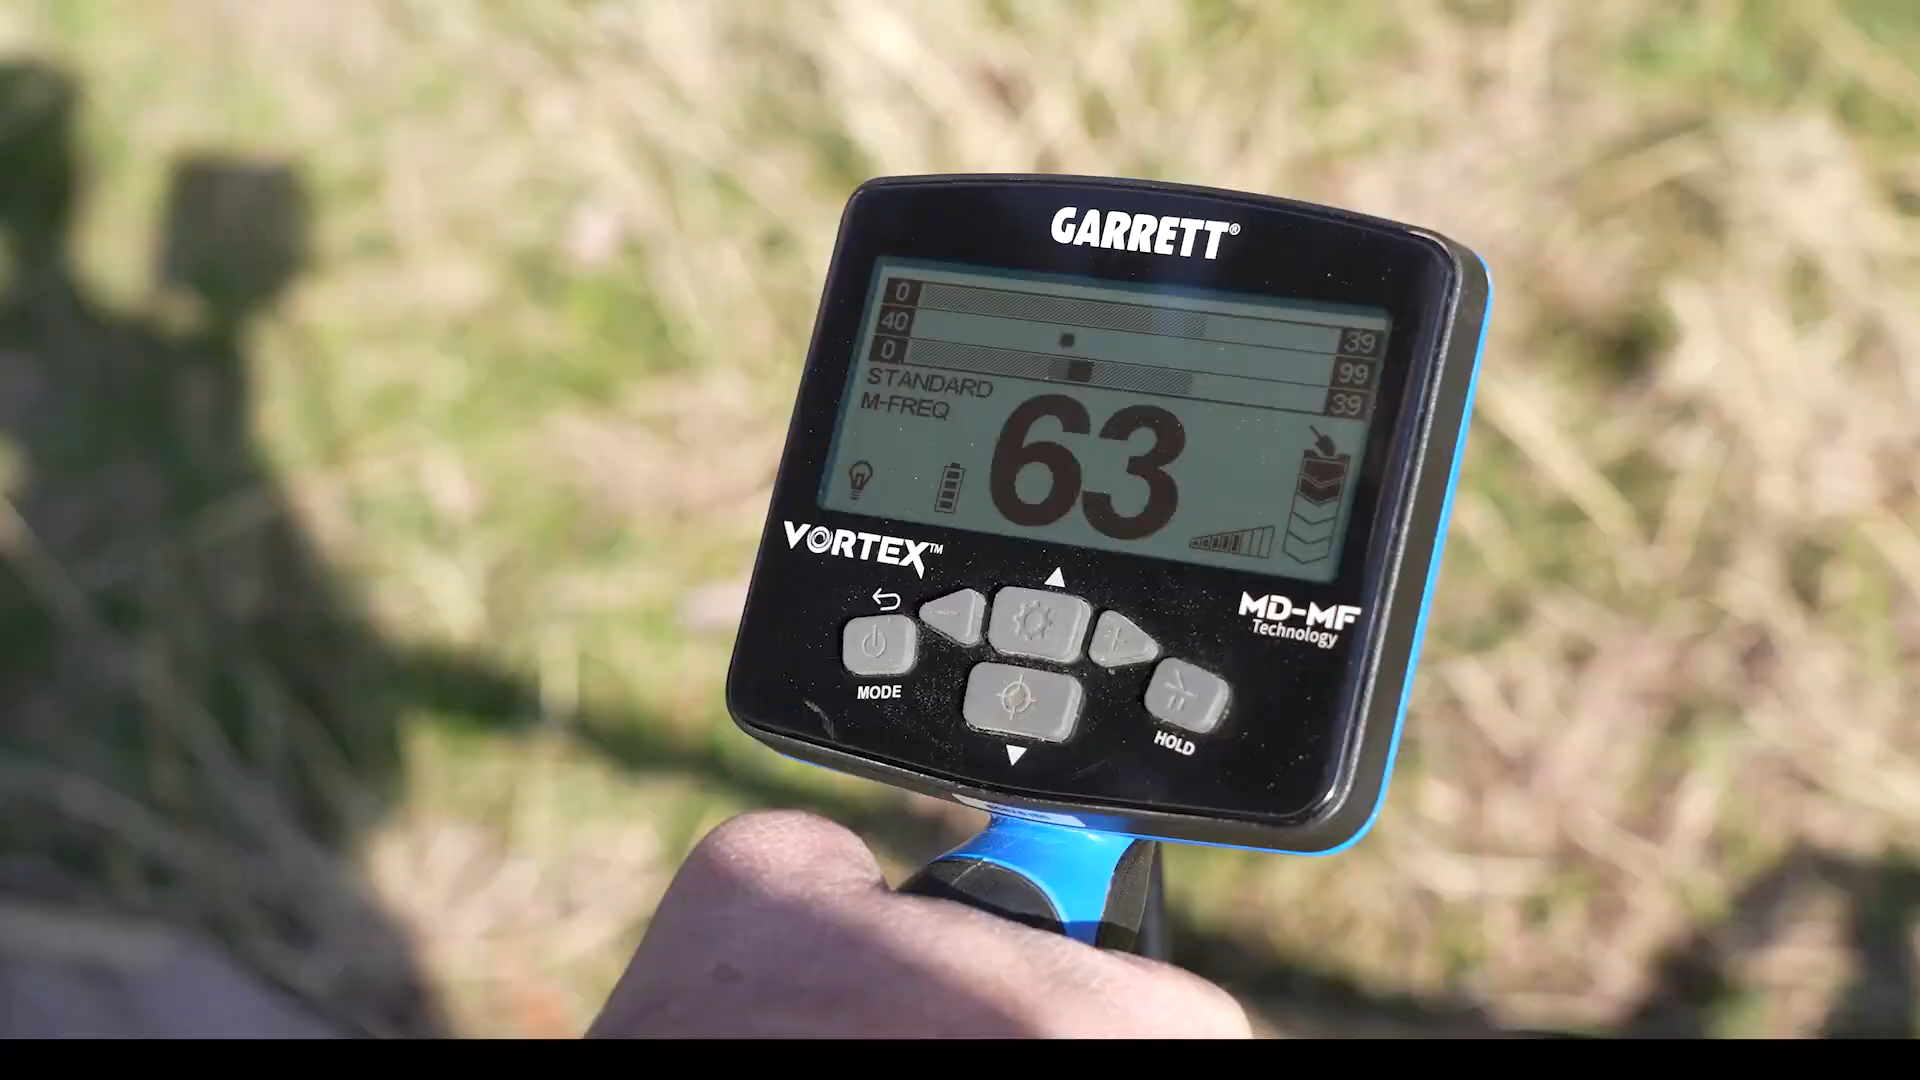 GARRETT®
0 39
40 99
0 39
STANDARD
M-FREQ
63
VORTEX™
MD-MF
Technology
MODE
HOLD